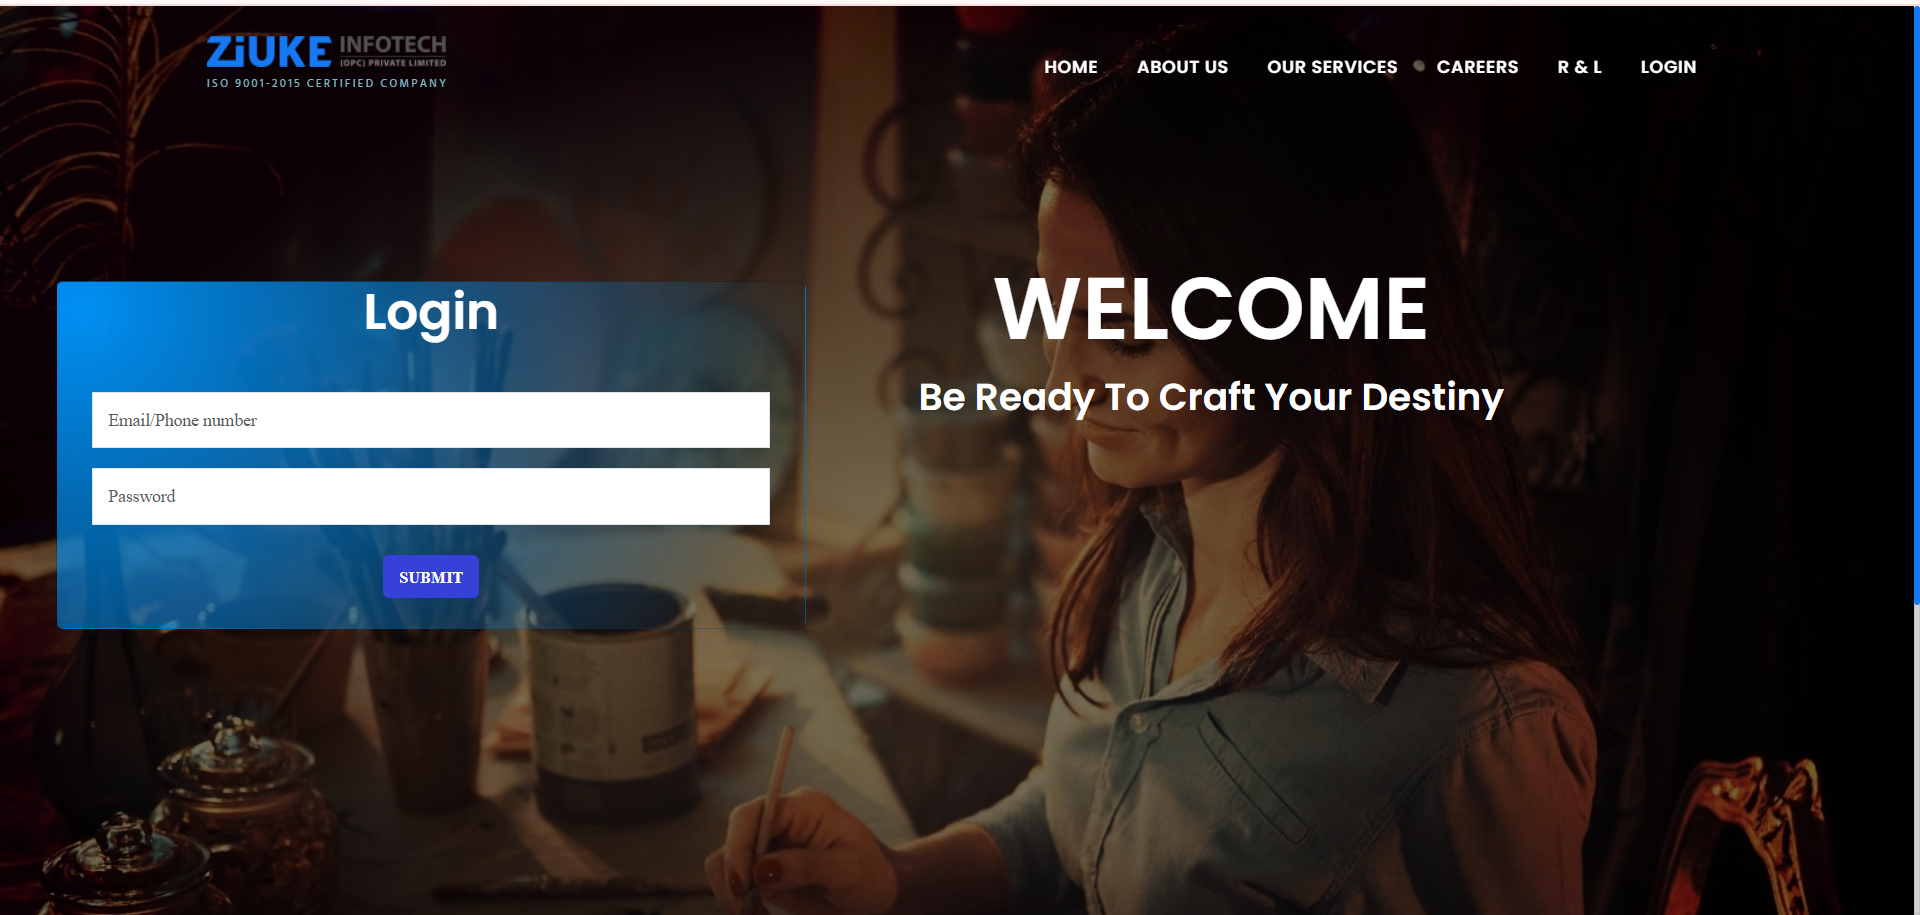 ZiUKE INFOTECH
(OPC) PRIVATE LIMITED
ISO 9001-2015 CERTIFIED COMPANY
HOME ABOUT US OUR SERVICES CAREERS R & L LOGIN
Login
Email/Phone number
Password
SUBMIT
WELCOME
Be Ready To Craft Your Destiny